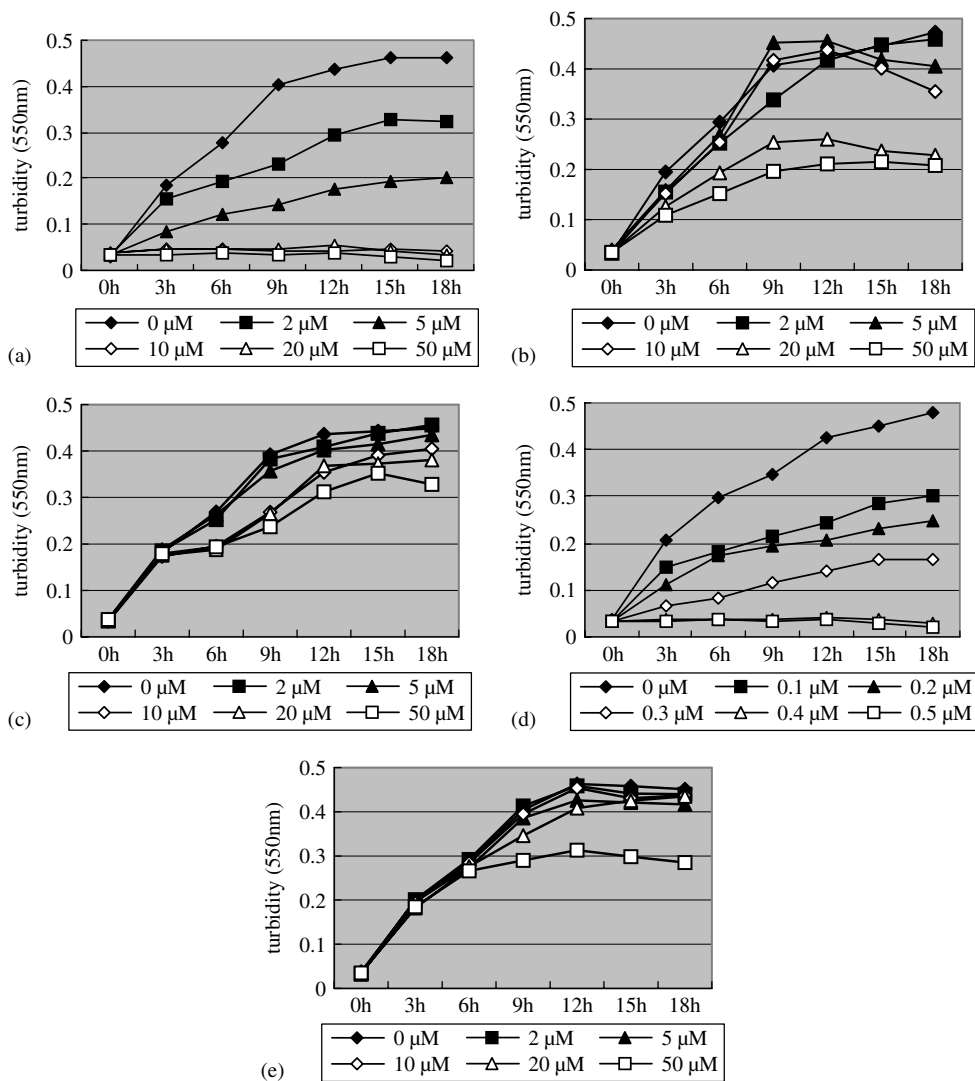 turbidity (550nm)
0.5
0.4
0.3
0.2
0.1
0
0h 3h 6h 9h 12h 15h 18h
0 µM 2 µM 5 µM
10 µM 20 µM 50 µM
(a)
turbidity (550nm)
0.5
0.4
0.3
0.2
0.1
0
0h 3h 6h 9h 12h 15h 18h
0 µM 2 µM 5 µM
10 µM 20 µM 50 µM
(b)
turbidity (550nm)
0.5
0.4
0.3
0.2
0.1
0
0h 3h 6h 9h 12h 15h 18h
0 µM 2 µM 5 µM
10 µM 20 µM 50 µM
(c)
turbidity (550nm)
0.5
0.4
0.3
0.2
0.1
0
0h 3h 6h 9h 12h 15h 18h
0 µM 0.1 µM 0.2 µM
0.3 µM 0.4 µM 0.5 µM
(d)
turbidity (550nm)
0.5
0.4
0.3
0.2
0.1
0
0h 3h 6h 9h 12h 15h 18h
0 µM 2 µM 5 µM
10 µM 20 µM 50 µM
(e)